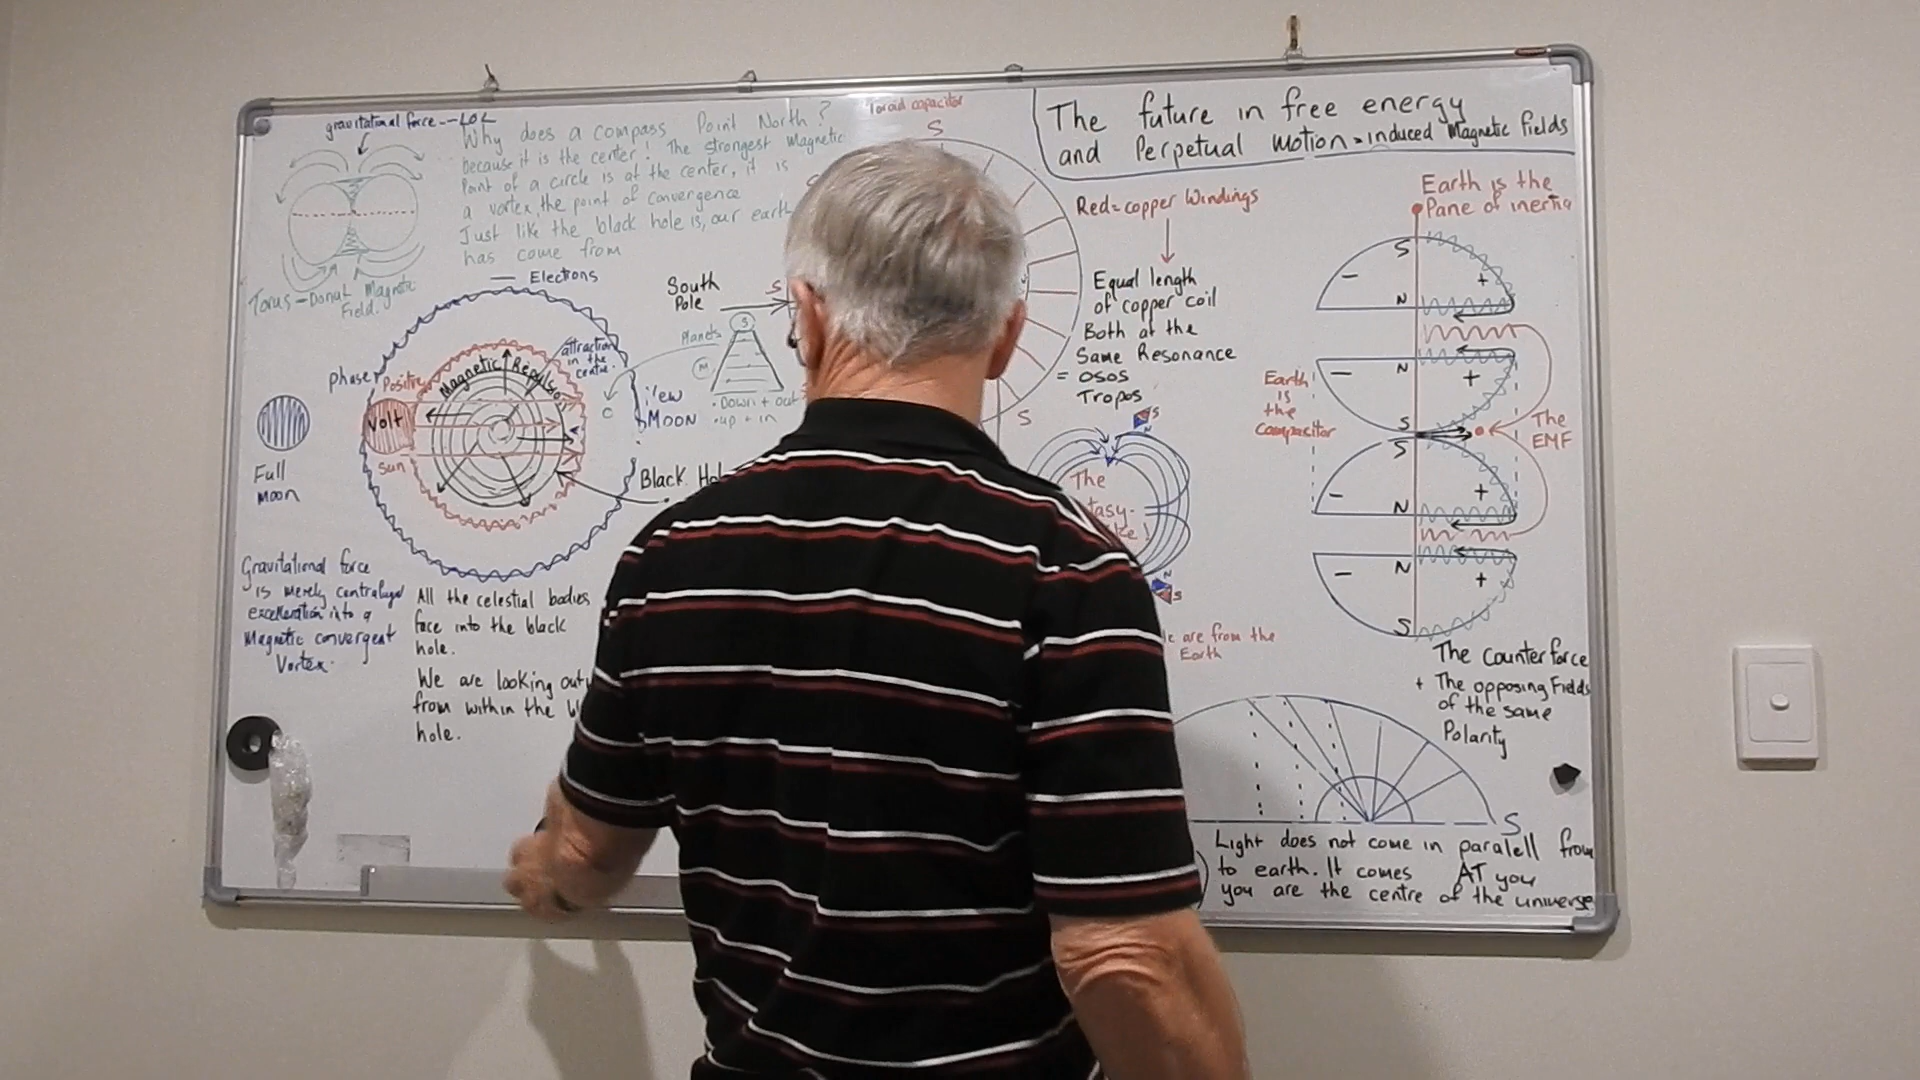 gravitational force -- LOL
Why does a compass Point North?
because it is the center! The strongest Magnetic
Point of a circle is at the center, it is
a vortex, the point of convergence
Just like the black hole is, our earth
has come from
Torus - Donut Magnetic
Field.
Toroid capacitor
S
The future in free energy
and Perpetual motion = induced Magnetic fields
— Electrons
phase
Positive
Magnetic Repulsion
attraction
in the
centre.
Volt
Sun
Full
moon
New
MOON
South
Pole
S
Planets
S
M
• Down + out
• up + in
Black
Gravitational force
is merely
into a
Magnetic convergent
Vortex.
All the celestial bodies
face into the black
hole.
We are looking out
from within the
hole.
Red = copper Windings
Equal length
of copper coil
Both at the
Same Resonance
= OSOS
Tropos
S
S
N
The
N
S
are from the
Earth
Earth is the
Pane of inertia
S
-
+
N
N
+
S
Earth
is
the
compasitor
The
EMF
S
-
+
N
N
-
+
S
The Counterforce
+ The opposing Fields
of the same
Polarity
S
Light does not come in paralell from
to earth. It comes AT you
you are the centre of the universe